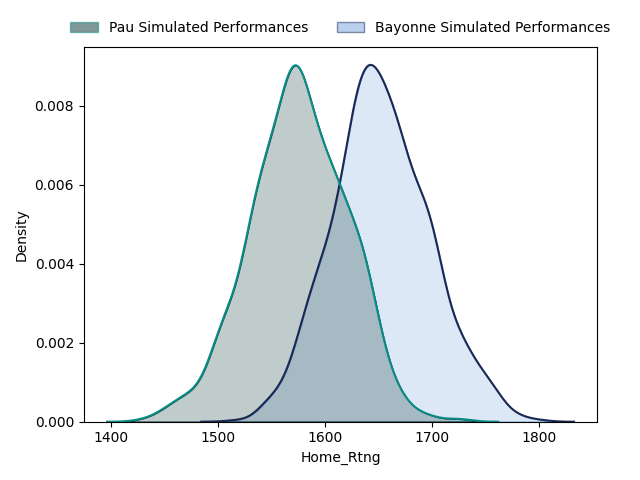 Pau Simulated Performances Bayonne Simulated Performances
0.008
0.006
0.004
0.002
0.000
Density
1400 1500 1600 1700 1800
Home_Rtng